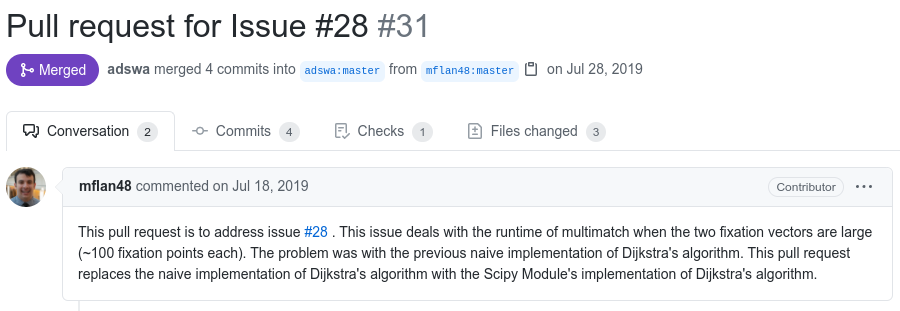 Pull request for Issue #28 #31
Merged adswa merged 4 commits into adswa:master from mflan48:master on Jul 28, 2019
Conversation 2 Commits 4 Checks 1 Files changed 3
mflan48 commented on Jul 18, 2019 Contributor
This pull request is to address issue #28 . This issue deals with the runtime of multimatch when the two fixation vectors are large
(~100 fixation points each). The problem was with the previous naive implementation of Dijkstra's algorithm. This pull request
replaces the naive implementation of Dijkstra's algorithm with the Scipy Module's implementation of Dijkstra's algorithm.